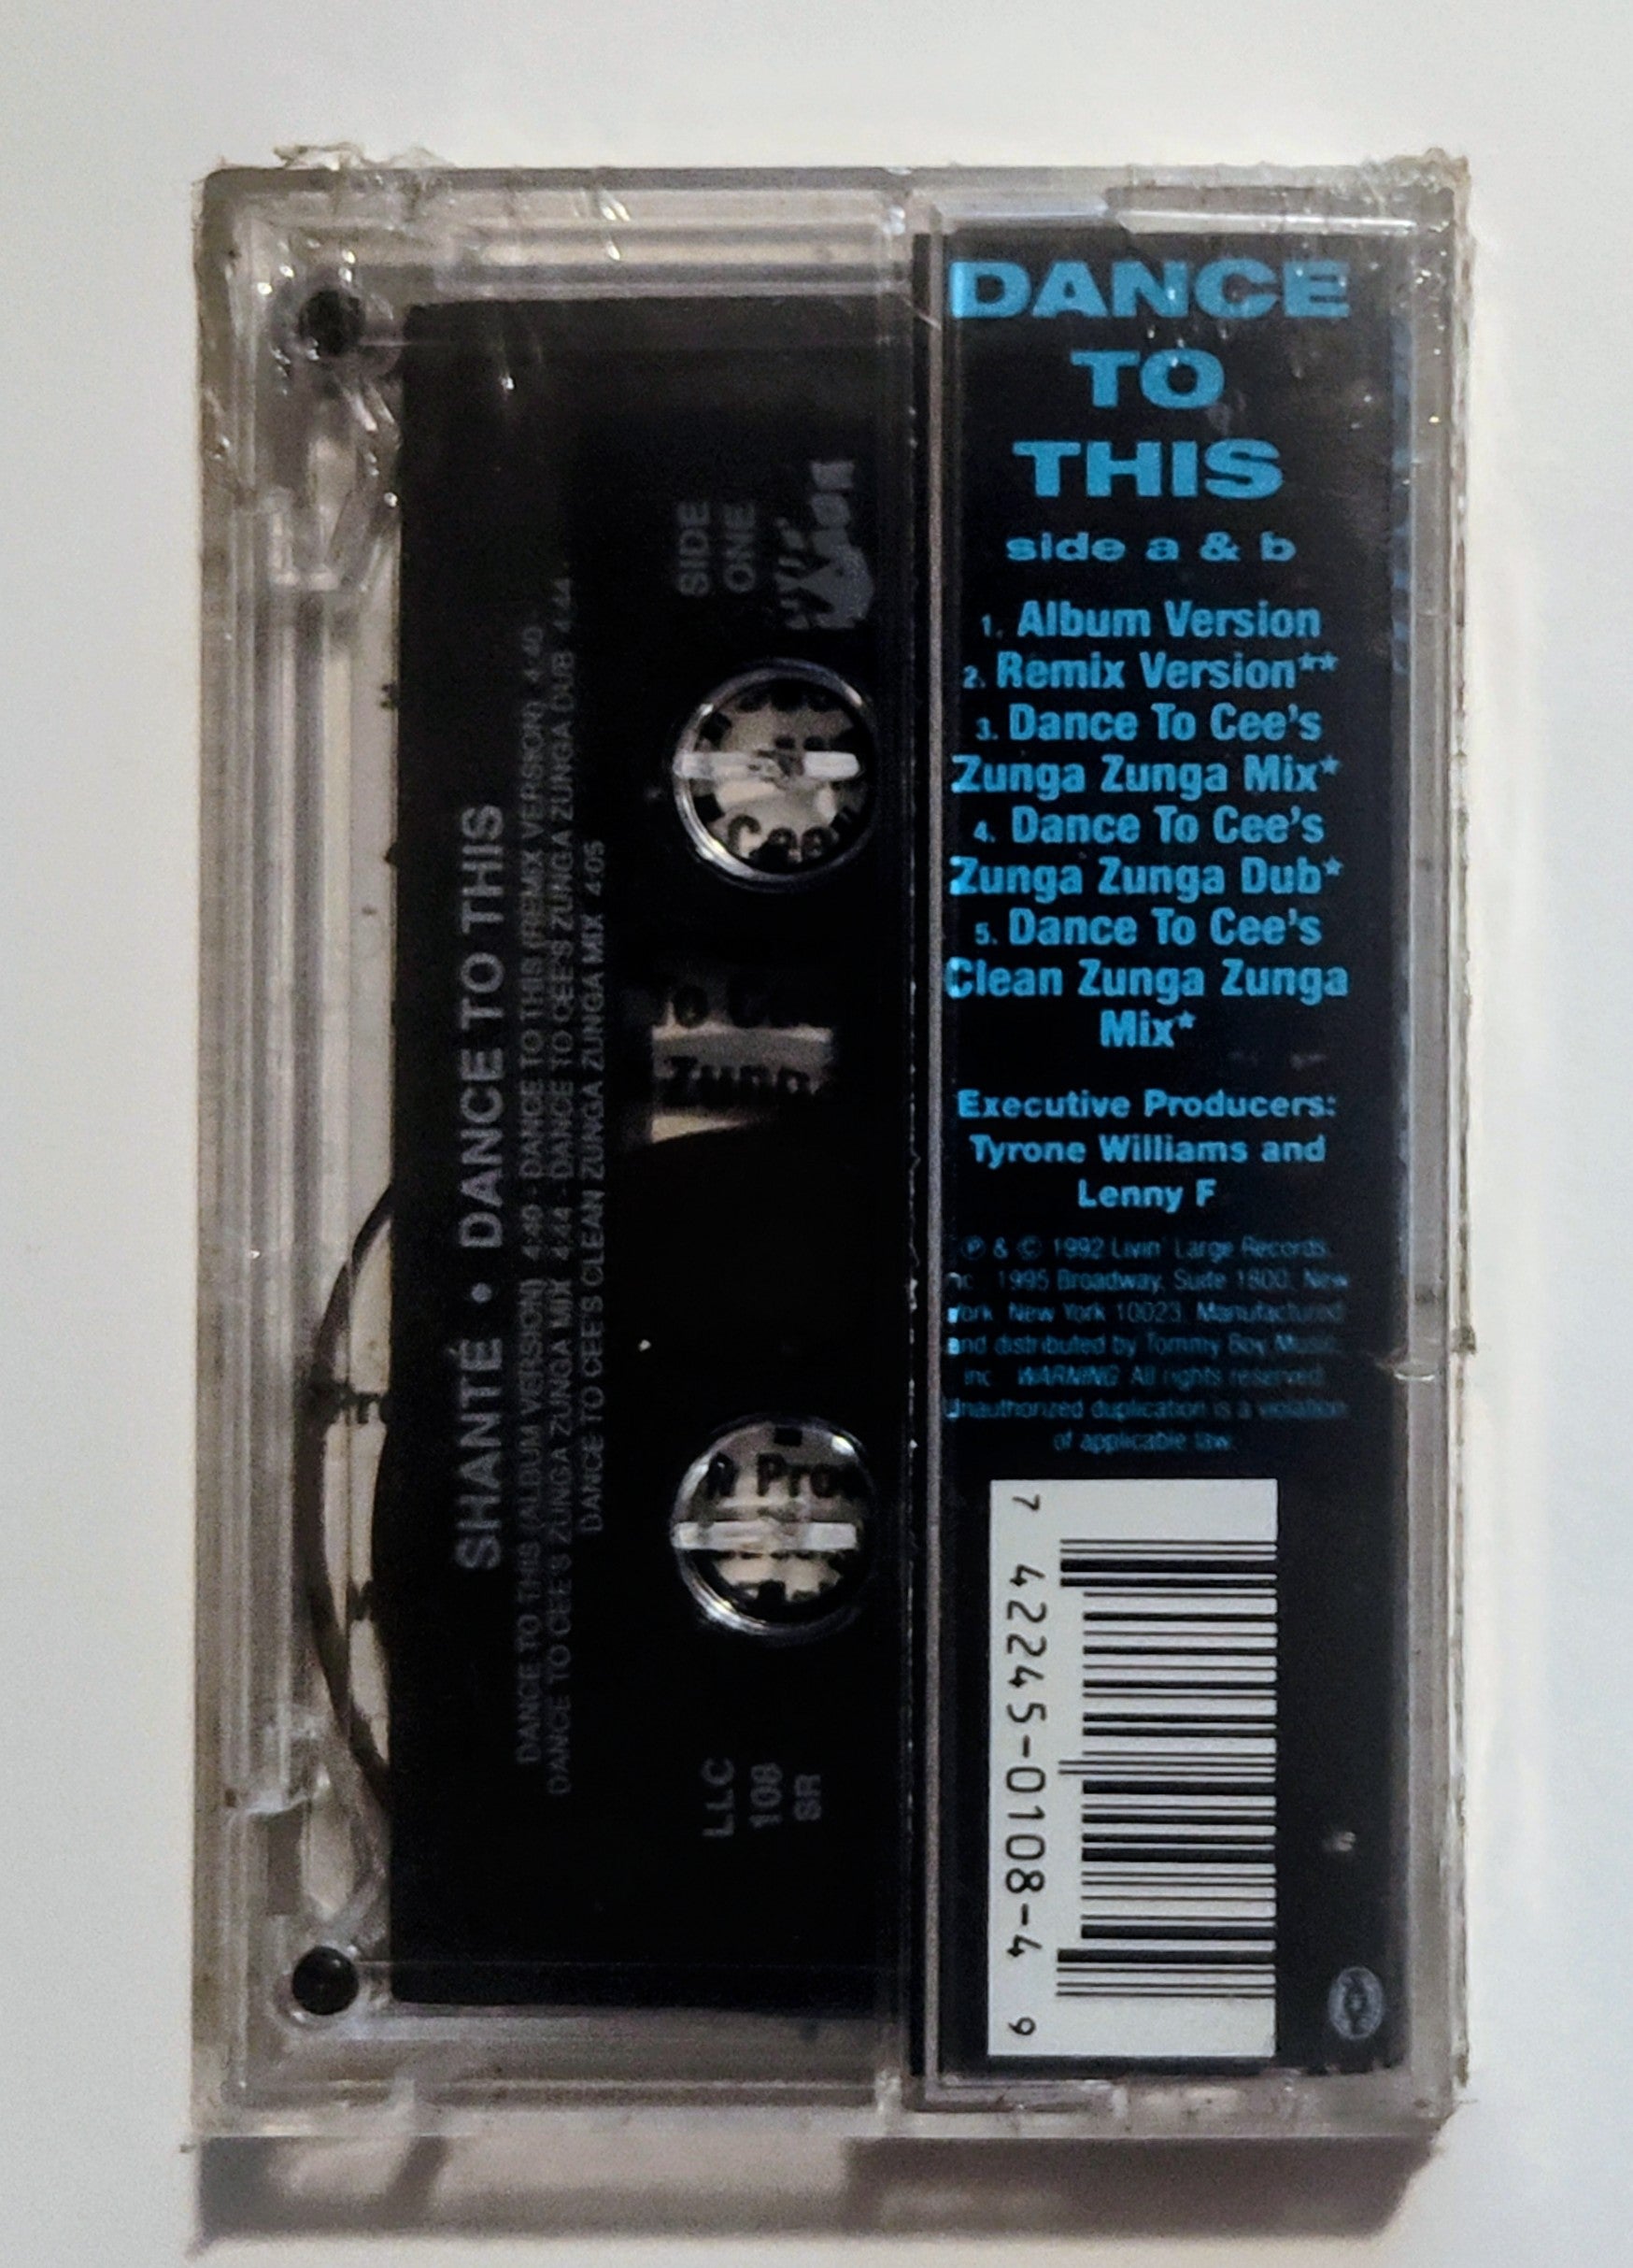 DANCE
TO
THIS
side a & b
1. Album Version
2. Remix Version**
3. Dance To Cee's
Zunga Zunga Mix*
4. Dance To Cee's
Zunga Zunga Dub*
5. Dance To Cee's
Clean Zunga Zunga
Mix*
Executive Producers:
Tyrone Williams and
Lenny F
℗ & © 1992 Livin' Large Records,
1995 Broadway, Suite 1800, New
York, New York 10023. Manufactured
and distributed by Tommy Boy Music,
Inc. WARNING: All rights reserved.
Unauthorized duplication is a violation
of applicable law.
7 42245-0108-4 9
SHANTÉ • DANCE TO THIS
DANCE TO THIS (ALBUM VERSION) 4:40 - DANCE TO THIS (REMIX VERSION) 4:40
DANCE TO CEE'S ZUNGA ZUNGA MIX 4:44 - DANCE TO CEE'S ZUNGA ZUNGA DUB 4:44
DANCE TO CEE'S CLEAN ZUNGA ZUNGA MIX 4:05
SIDE
ONE
LLC
108
SR